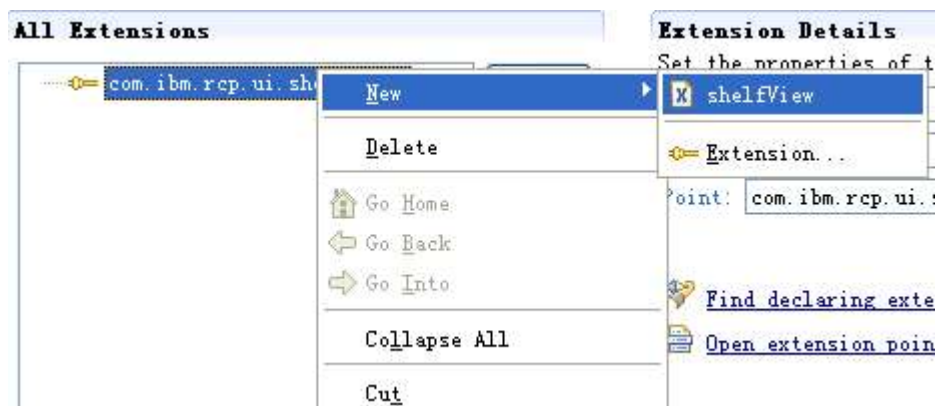 All Extensions
Extension Details
Set the properties of t
com.ibm.rcp.ui.sh
New
shelfView
Delete
Extension...
Go Home
Point: com.ibm.rcp.ui.s
Go Back
Go Into
Find declaring exte
Collapse All
Open extension poin
Cut